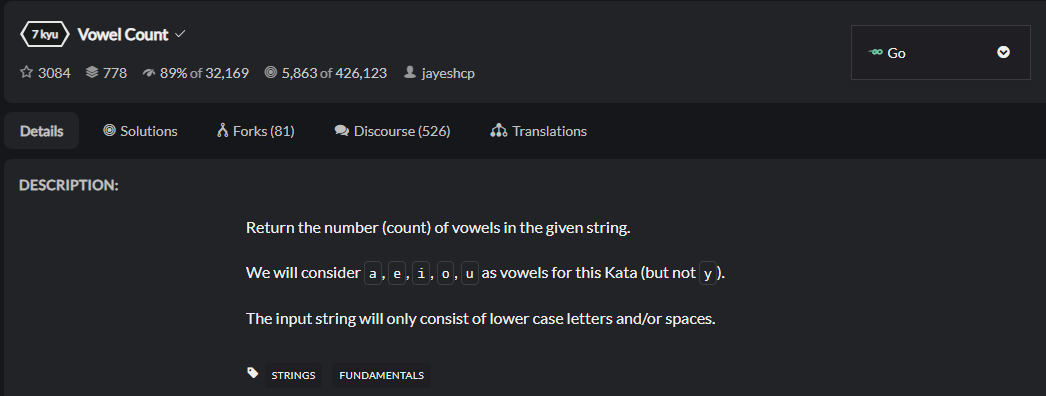 7 kyu Vowel Count
Go
3084 778 89% of 32,169 5,863 of 426,123 jayeshcp
Details Solutions Forks (81) Discourse (526) Translations
DESCRIPTION:
Return the number (count) of vowels in the given string.
We will consider a, e, i, o, u as vowels for this Kata (but not y).
The input string will only consist of lower case letters and/or spaces.
STRINGS FUNDAMENTALS